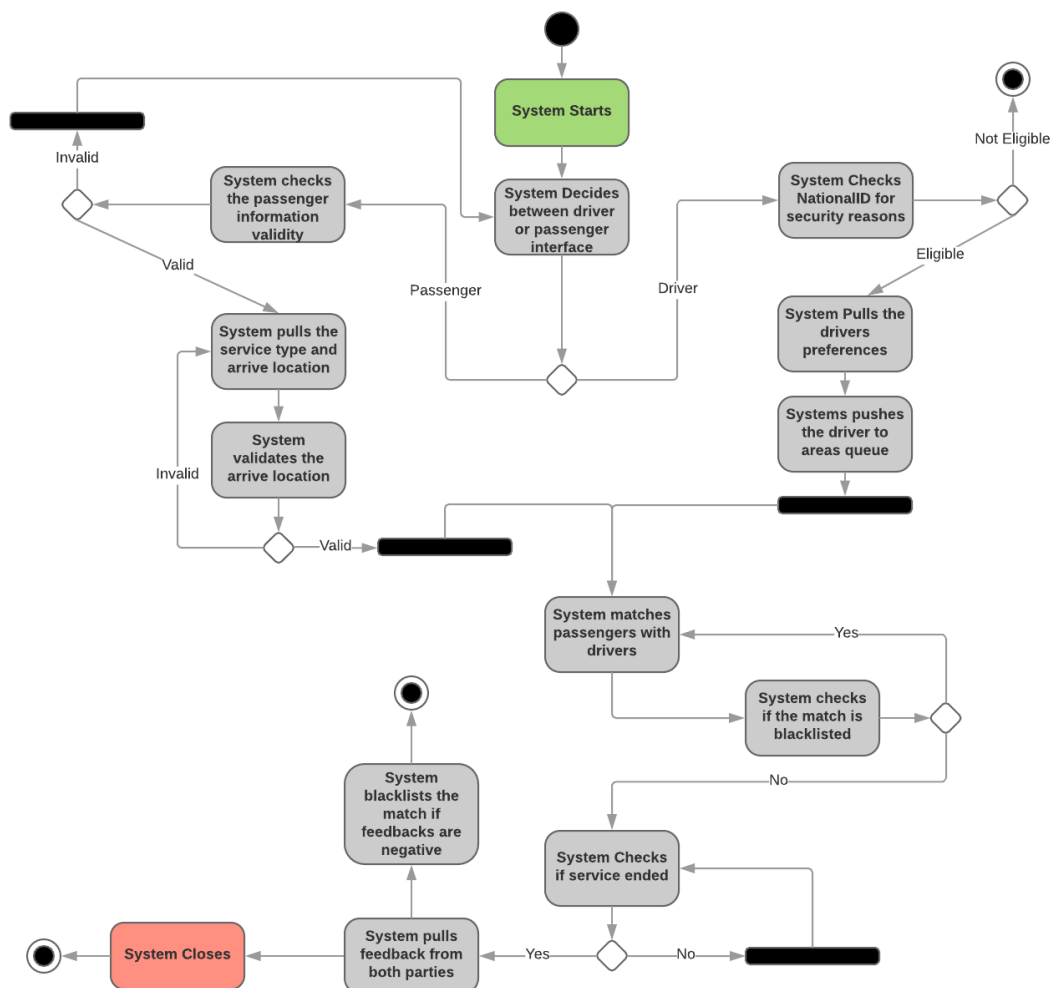 System Starts
Not Eligible
Invalid
System checks
the passenger
information
validity
System Decides
between driver
or passenger
interface
System Checks
NationalID for
security reasons
Valid
Eligible
Passenger
Driver
System Pulls the
drivers
preferences
System pulls the
service type and
arrive location
Systems pushes
the driver to
areas queue
System
validates the
arrive location
Invalid
Valid
System matches
passengers with
drivers
Yes
System checks
if the match is
blacklisted
No
System
blacklists the
match if
feedbacks are
negative
System Checks
if service ended
System Closes
System pulls
feedback from
both parties
Yes
No